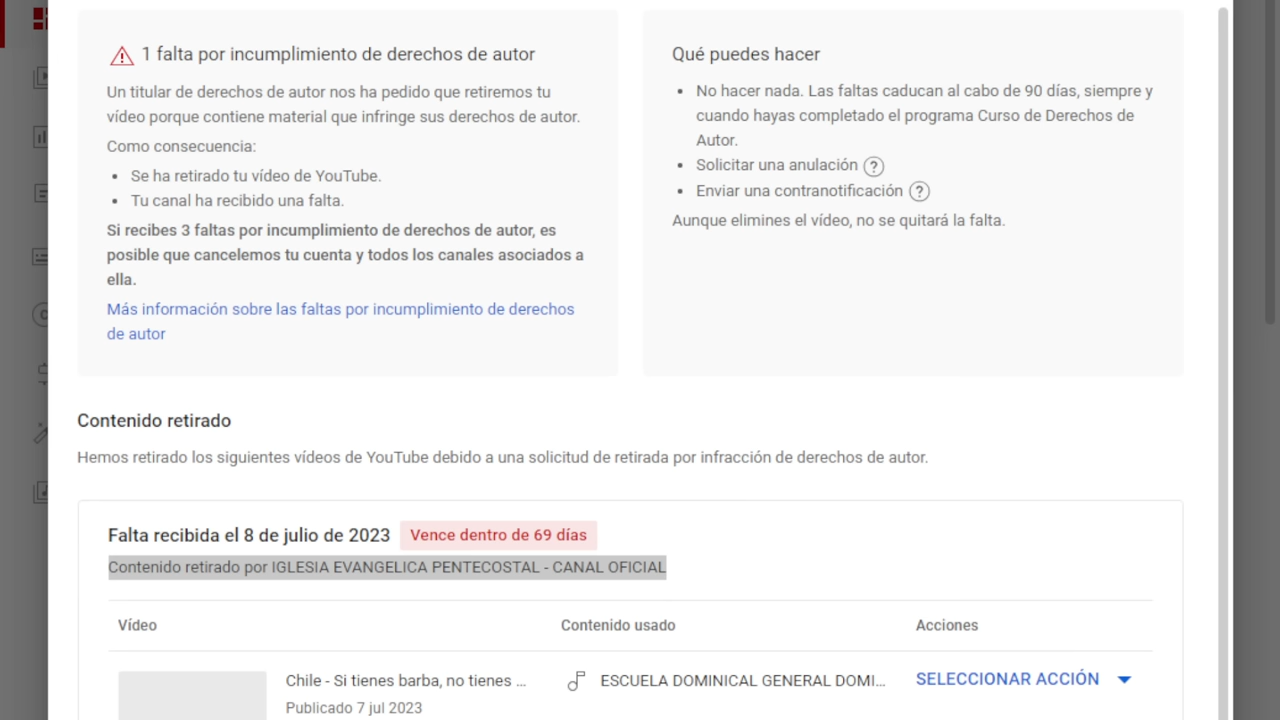 1 falta por incumplimiento de derechos de autor
Un titular de derechos de autor nos ha pedido que retiremos tu
vídeo porque contiene material que infringe sus derechos de autor.
Como consecuencia:
• Se ha retirado tu vídeo de YouTube.
• Tu canal ha recibido una falta.
Si recibes 3 faltas por incumplimiento de derechos de autor, es
posible que cancelemos tu cuenta y todos los canales asociados a
ella.
Más información sobre las faltas por incumplimiento de derechos
de autor
Qué puedes hacer
• No hacer nada. Las faltas caducan al cabo de 90 días, siempre y
cuando hayas completado el programa Curso de Derechos de
Autor.
• Solicitar una anulación ?
• Enviar una contranotificación ?
Aunque elimines el vídeo, no se quitará la falta.
Contenido retirado
Hemos retirado los siguientes vídeos de YouTube debido a una solicitud de retirada por infracción de derechos de autor.
Falta recibida el 8 de julio de 2023 Vence dentro de 69 días
Contenido retirado por IGLESIA EVANGELICA PENTECOSTAL - CANAL OFICIAL
Vídeo Contenido usado Acciones
Chile - Si tienes barba, no tienes ... ESCUELA DOMINICAL GENERAL DOMI... SELECCIONAR ACCIÓN
Publicado 7 jul 2023